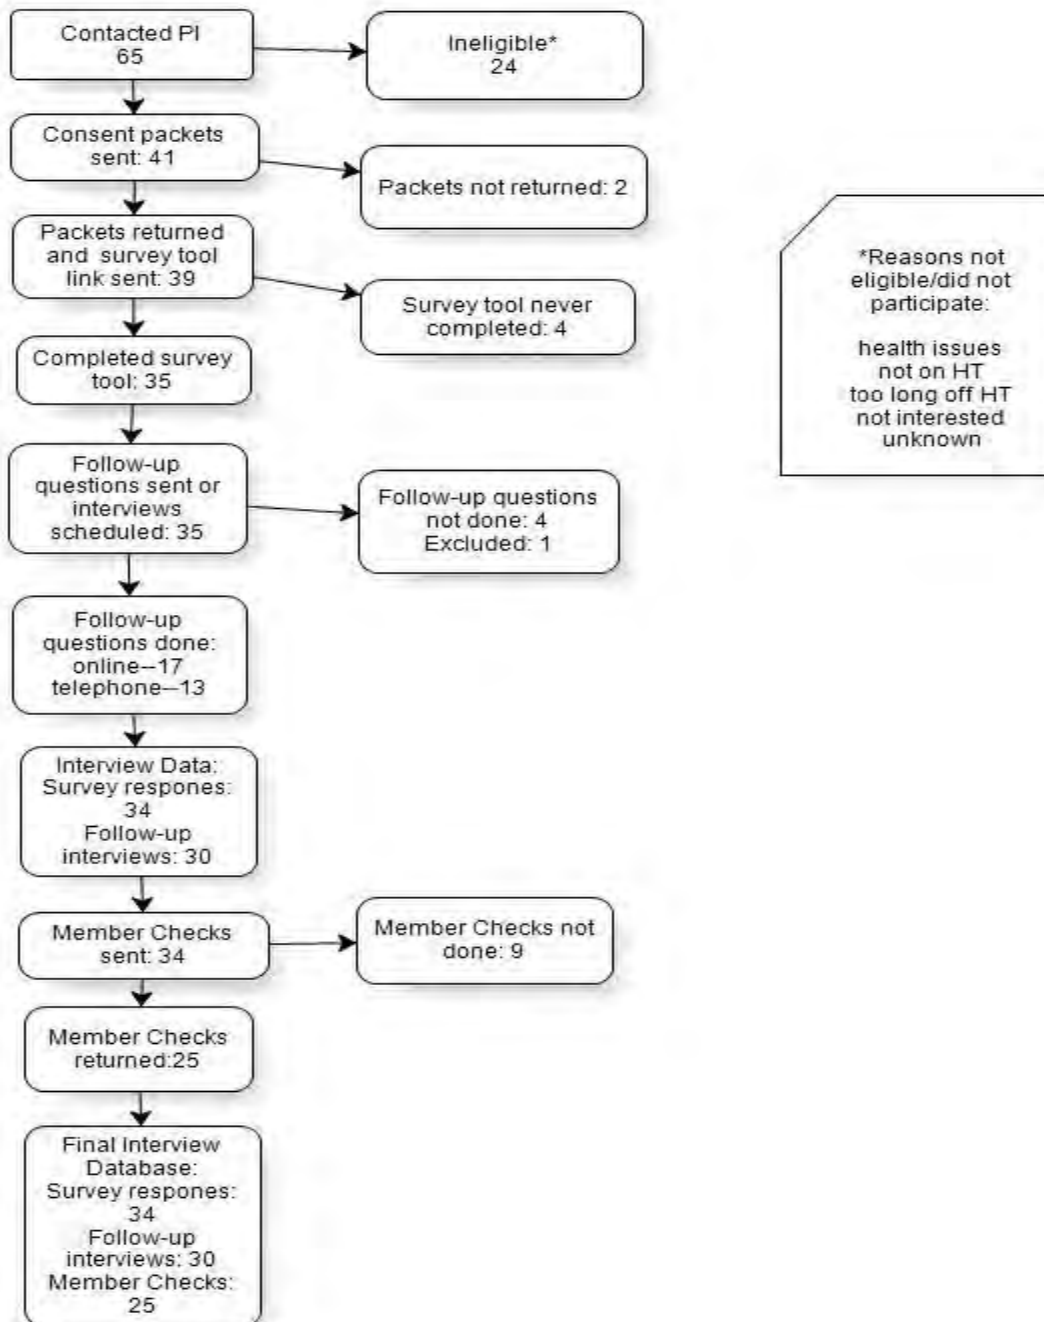 Contacted PI
65
Ineligible*
24
Consent packets
sent: 41
Packets not returned: 2
Packets returned
and survey tool
link sent: 39
Survey tool never
completed: 4
Completed survey
tool: 35
Follow-up
questions sent or
interviews
scheduled: 35
Follow-up questions
not done: 4
Excluded: 1
Follow-up
questions done:
online--17
telephone--13
Interview Data:
Survey respones:
34
Follow-up
interviews: 30
Member Checks
sent: 34
Member Checks not
done: 9
Member Checks
returned:25
Final Interview
Database:
Survey respones:
34
Follow-up
interviews: 30
Member Checks:
25
*Reasons not
eligible/did not
participate:
health issues
not on HT
too long off HT
not interested
unknown